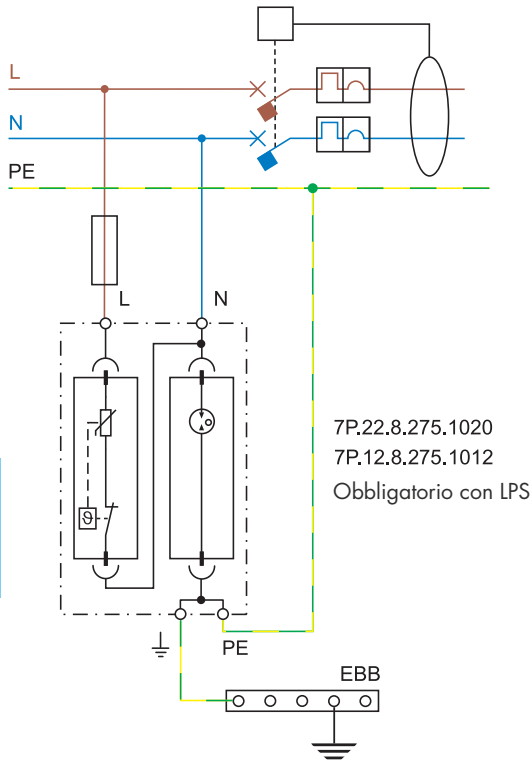 L
N
PE
L
N
7P.22.8.275.1020
7P.12.8.275.1012
Obbligatorio con LPS
ϑ
PE
EBB